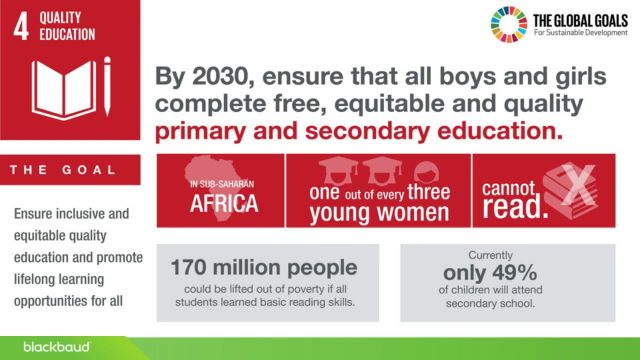 4 QUALITY
EDUCATION
THE GLOBAL GOALS
For Sustainable Development
By 2030, ensure that all boys and girls
complete free, equitable and quality
primary and secondary education.
THE GOAL
Ensure inclusive and
equitable quality
education and promote
lifelong learning
opportunities for all
IN SUB-SAHARAN
AFRICA
one out of every three
young women
cannot
read.
X
170 million people
could be lifted out of poverty if all
students learned basic reading skills.
Currently
only 49%
of children will attend
secondary school.
blackbaud